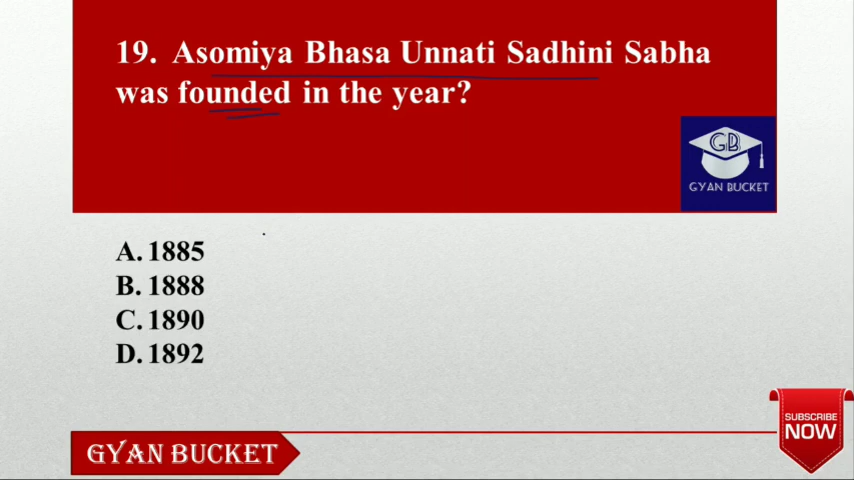 19. Asomiya Bhasa Unnati Sadhini Sabha
was founded in the year?
GB
GYAN BUCKET
A. 1885
B. 1888
C. 1890
D. 1892
SUBSCRIBE
NOW
GYAN BUCKET